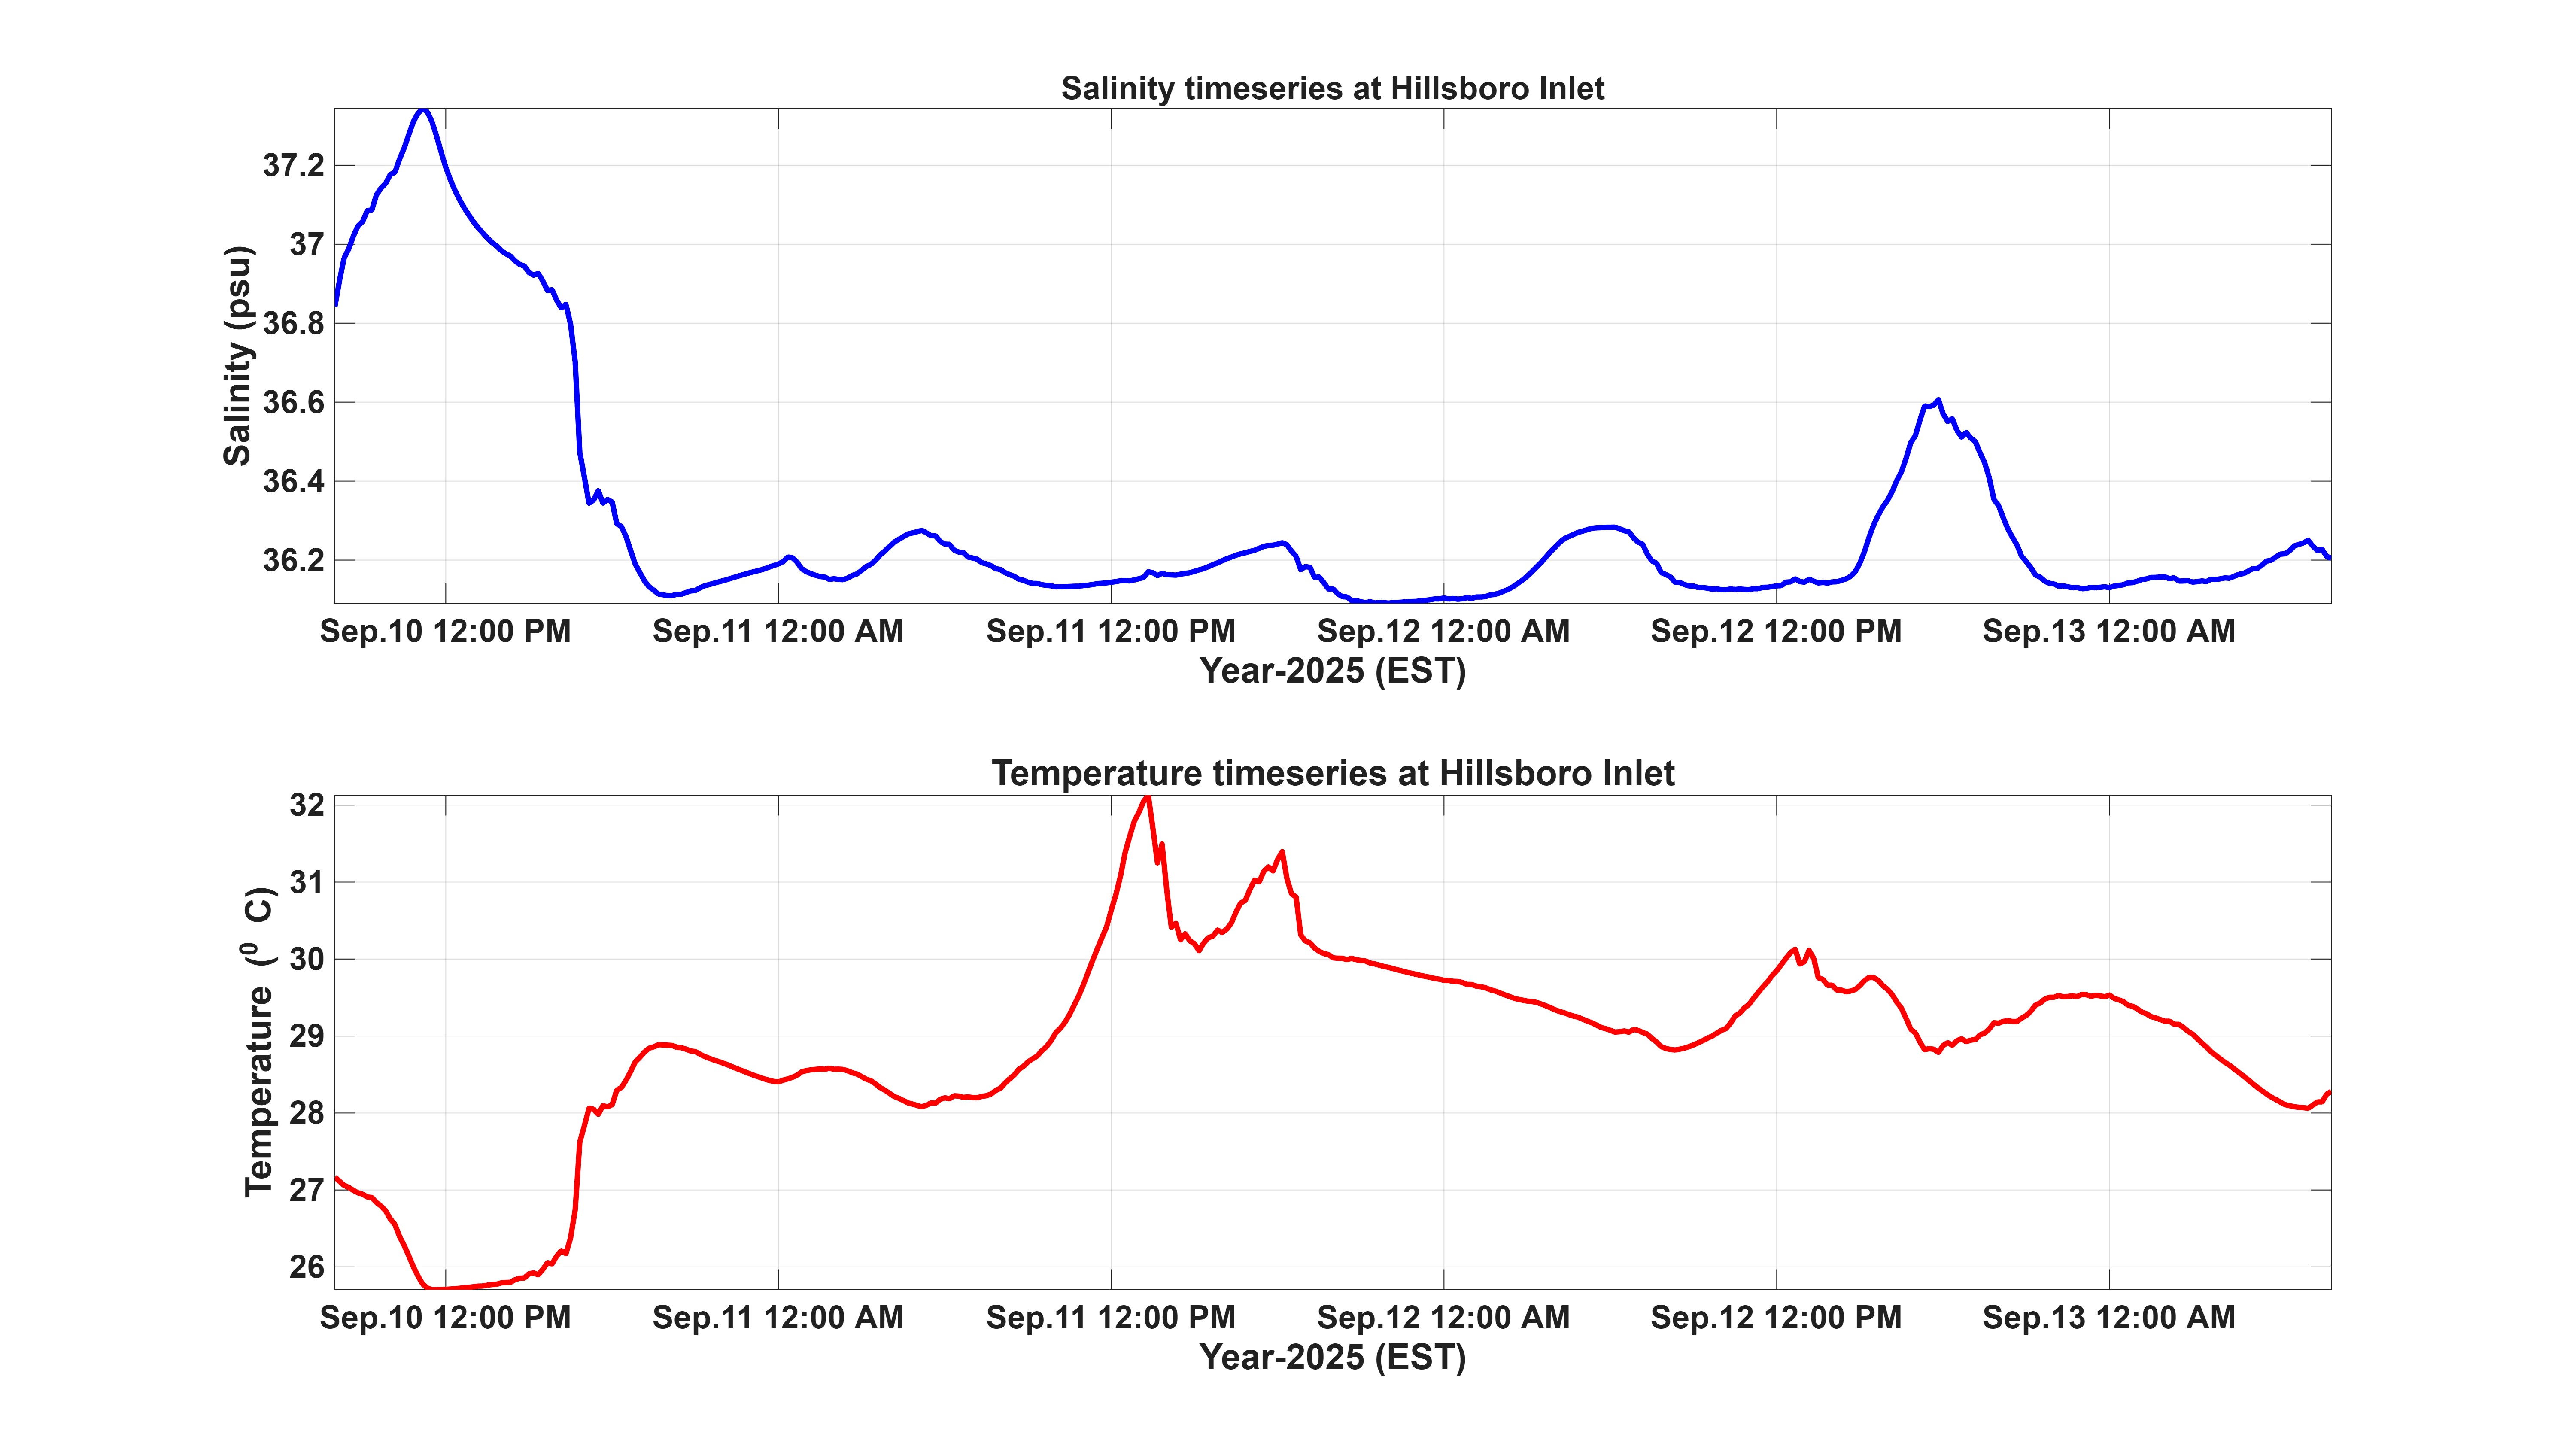 Salinity timeseries at Hillsboro Inlet
37.2
37
36.8
36.6
36.4
36.2
Salinity (psu)
Sep.10 12:00 PM Sep.11 12:00 AM Sep.11 12:00 PM Sep.12 12:00 AM Sep.12 12:00 PM Sep.13 12:00 AM
Year-2025 (EST)
Temperature timeseries at Hillsboro Inlet
32
31
30
29
28
27
26
Temperature (⁰ C)
Sep.10 12:00 PM Sep.11 12:00 AM Sep.11 12:00 PM Sep.12 12:00 AM Sep.12 12:00 PM Sep.13 12:00 AM
Year-2025 (EST)